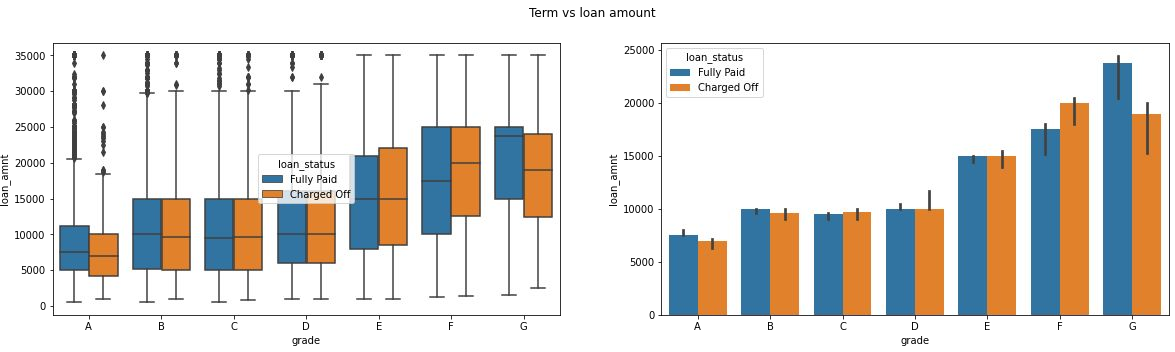 Term vs loan amount
35000
30000
25000
20000
15000
10000
5000
0
loan_amnt
loan_status
Fully Paid
Charged Off
A
B
C
D
E
F
G
grade
25000
20000
15000
10000
5000
0
loan_amnt
loan_status
Fully Paid
Charged Off
A
B
C
D
E
F
G
grade